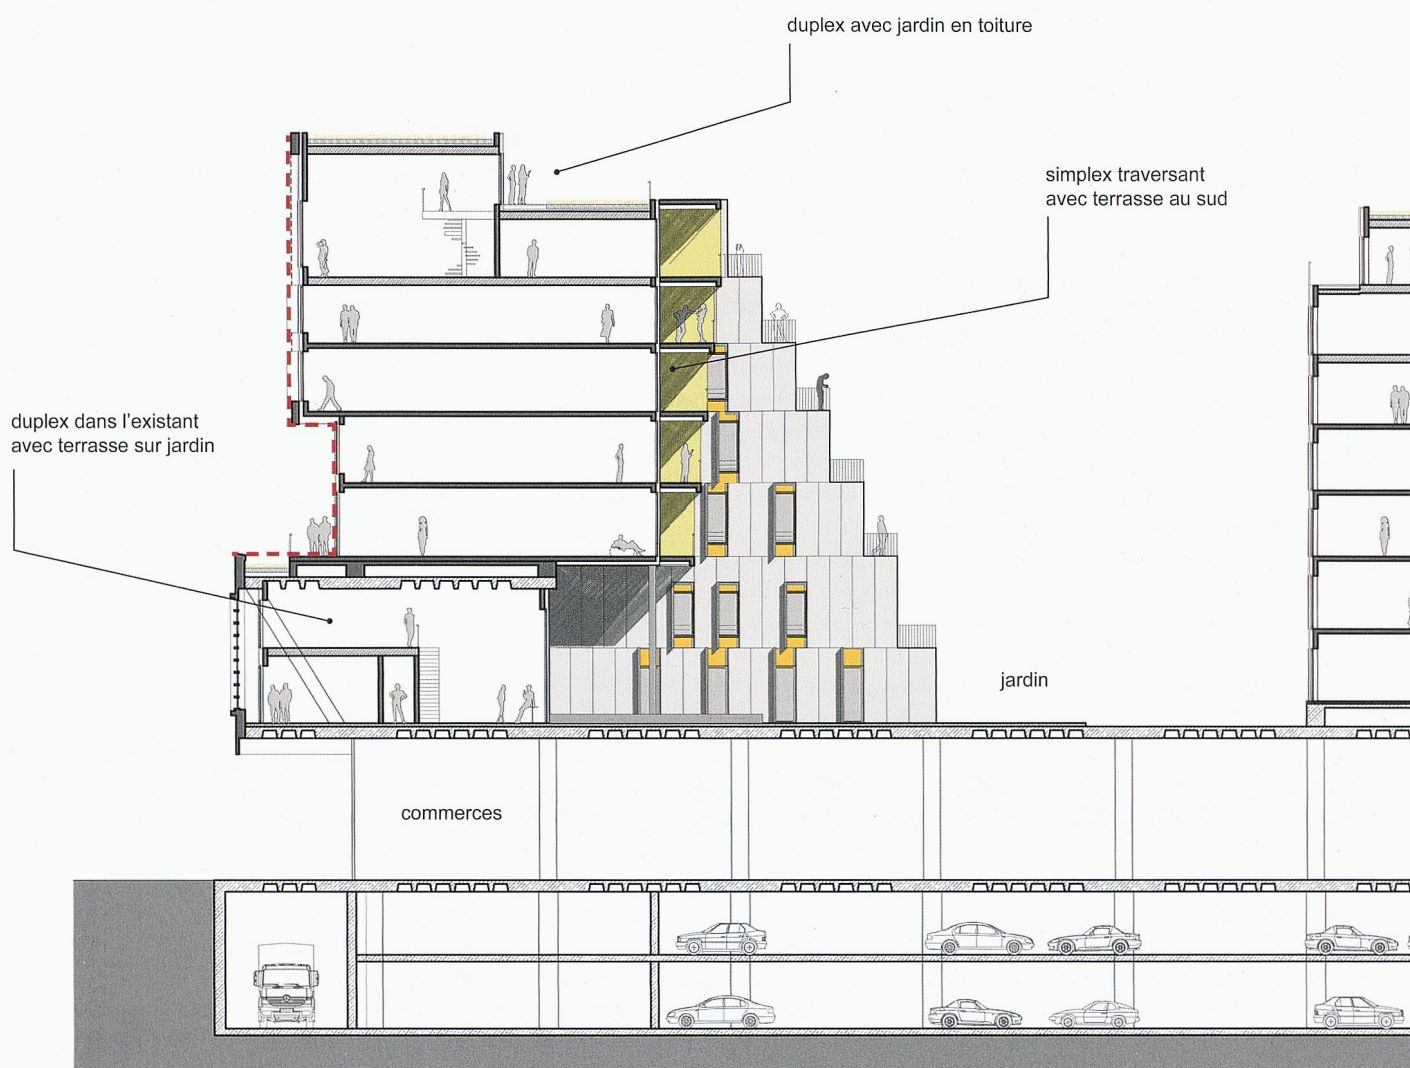 duplex avec jardin en toiture
simplex traversant
avec terrasse au sud
duplex dans l'existant
avec terrasse sur jardin
jardin
commerces